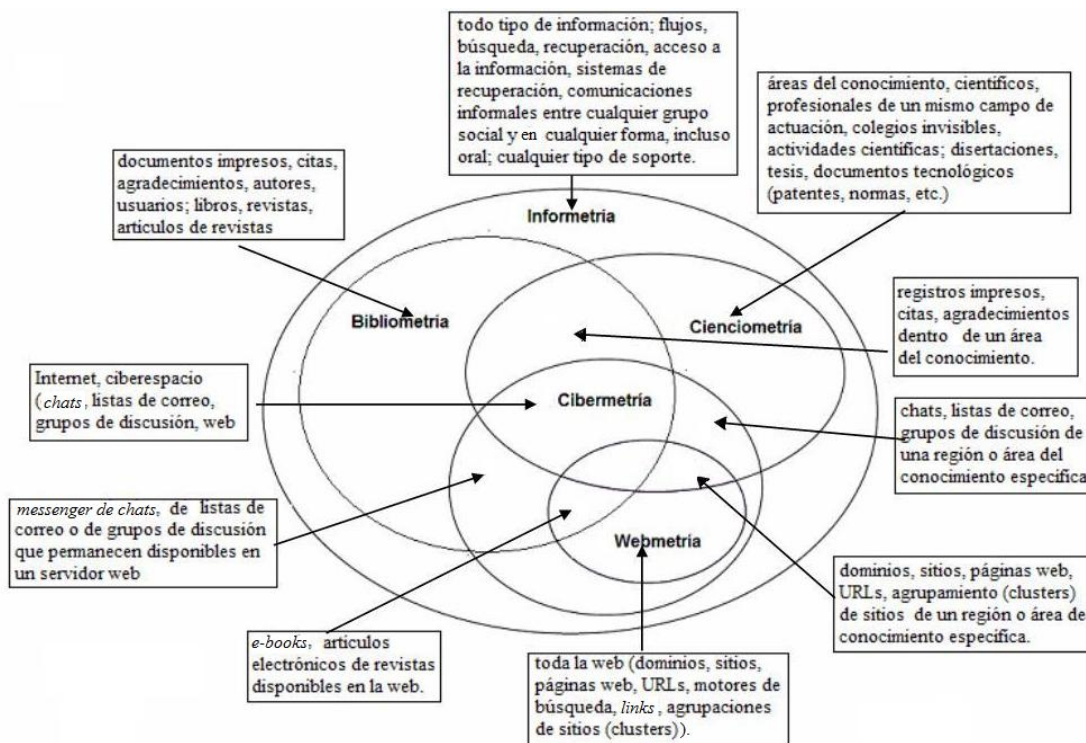 todo tipo de información; flujos,
búsqueda, recuperación, acceso a
la información, sistemas de
recuperación, comunicaciones
informales entre cualquier grupo
social y en cualquier forma, incluso
oral; cualquier tipo de soporte.
áreas del conocimiento, científicos,
profesionales de un mismo campo de
actuación, colegios invisibles,
actividades científicas; disertaciones,
tesis, documentos tecnológicos
(patentes, normas, etc.)
documentos impresos, citas,
agradecimientos, autores,
usuarios; libros, revistas,
artículos de revistas
Informetría
Bibliometría
Cienciometría
registros impresos,
citas, agradecimientos
dentro de un área
del conocimiento.
Internet, ciberespacio
(chats, listas de correo,
grupos de discusión, web
Cibermetría
chats, listas de correo,
grupos de discusión de
una región o área del
conocimiento específica
messenger de chats, de listas de
correo o de grupos de discusión
que permanecen disponibles en
un servidor web
Webmetría
dominios, sitios, páginas web,
URLs, agrupamiento (clusters)
de sitios de un región o área de
conocimiento específica.
e-books, artículos
electrónicos de revistas
disponibles en la web.
toda la web (dominios, sitios,
páginas web, URLs, motores de
búsqueda, links, agrupaciones
de sitios (clusters)).